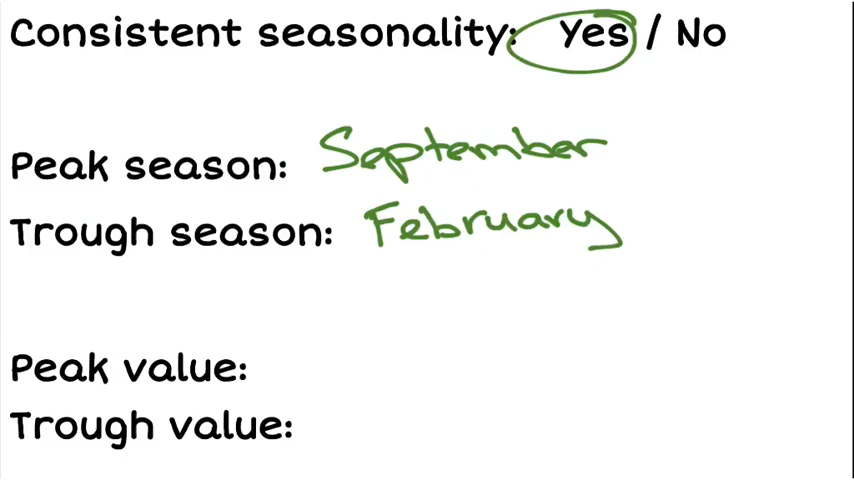 Consistent seasonality: Yes / No
Peak season: September
Trough season: February
Peak value:
Trough value: